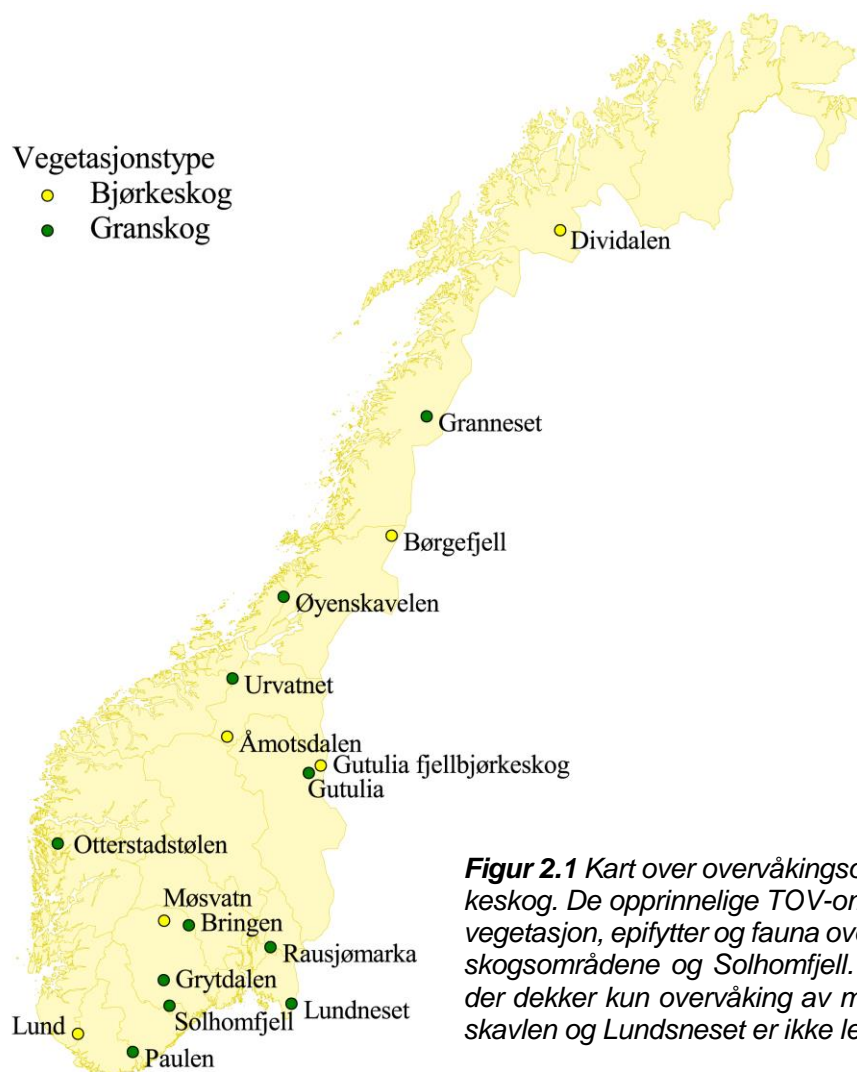 Vegetasjonstype
Bjørkeskog
Granskog
Dividalen
Granneset
Børgefjell
Øyenskavelen
Urvatnet
Åmotsdalen
Gutulia fjellbjørkeskog
Gutulia
Otterstadstølen
Møsvatn
Bringen
Rausjømarka
Grytdalen
Solhomfjell
Lundneset
Lund
Paulen
Figur 2.1 Kart over overvåkingso
keskog. De opprinnelige TOV-or
vegetasjon, epifytter og fauna ove
skogsområdene og Solhomfjell.
der dekker kun overvåking av m
skavlen og Lundsneset er ikke le